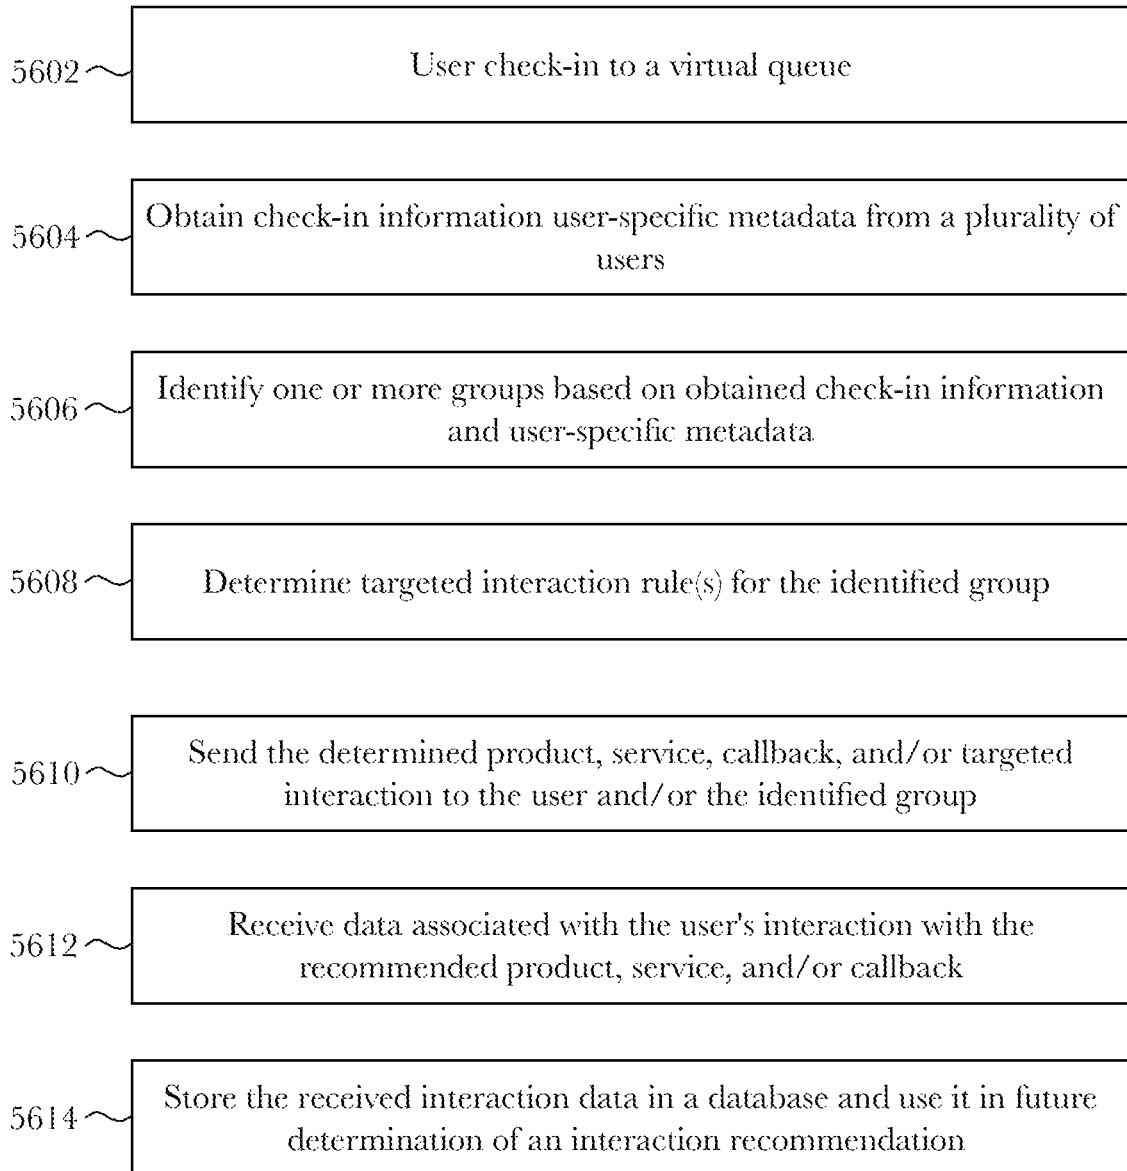 5602
User check-in to a virtual queue
5604
Obtain check-in information user-specific metadata from a plurality of
users
5606
Identify one or more groups based on obtained check-in information
and user-specific metadata
5608
Determine targeted interaction rule(s) for the identified group
5610
Send the determined product, service, callback, and/or targeted
interaction to the user and/or the identified group
5612
Receive data associated with the user's interaction with the
recommended product, service, and/or callback
5614
Store the received interaction data in a database and use it in future
determination of an interaction recommendation